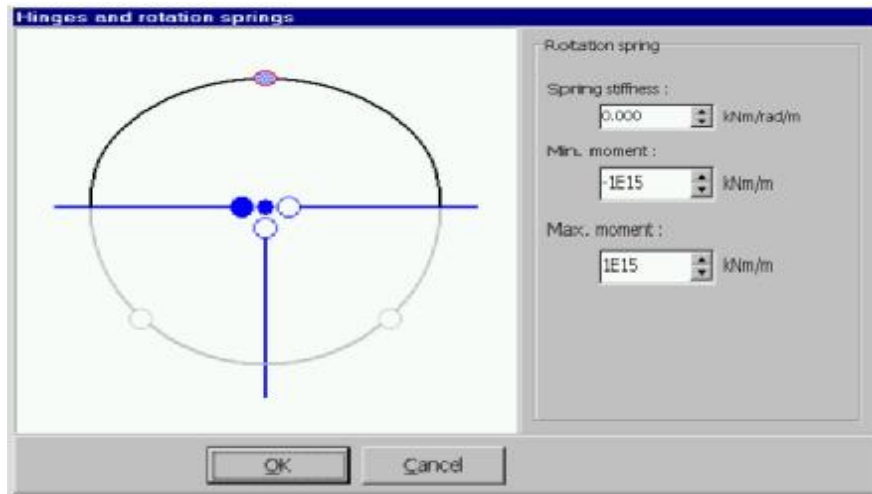 Hinges and rotation springs
Rotation spring
Spring stiffness :
0.000 kNm/rad/m
Min. moment :
-1E15 kNm/m
Max. moment :
1E15 kNm/m
OK Cancel